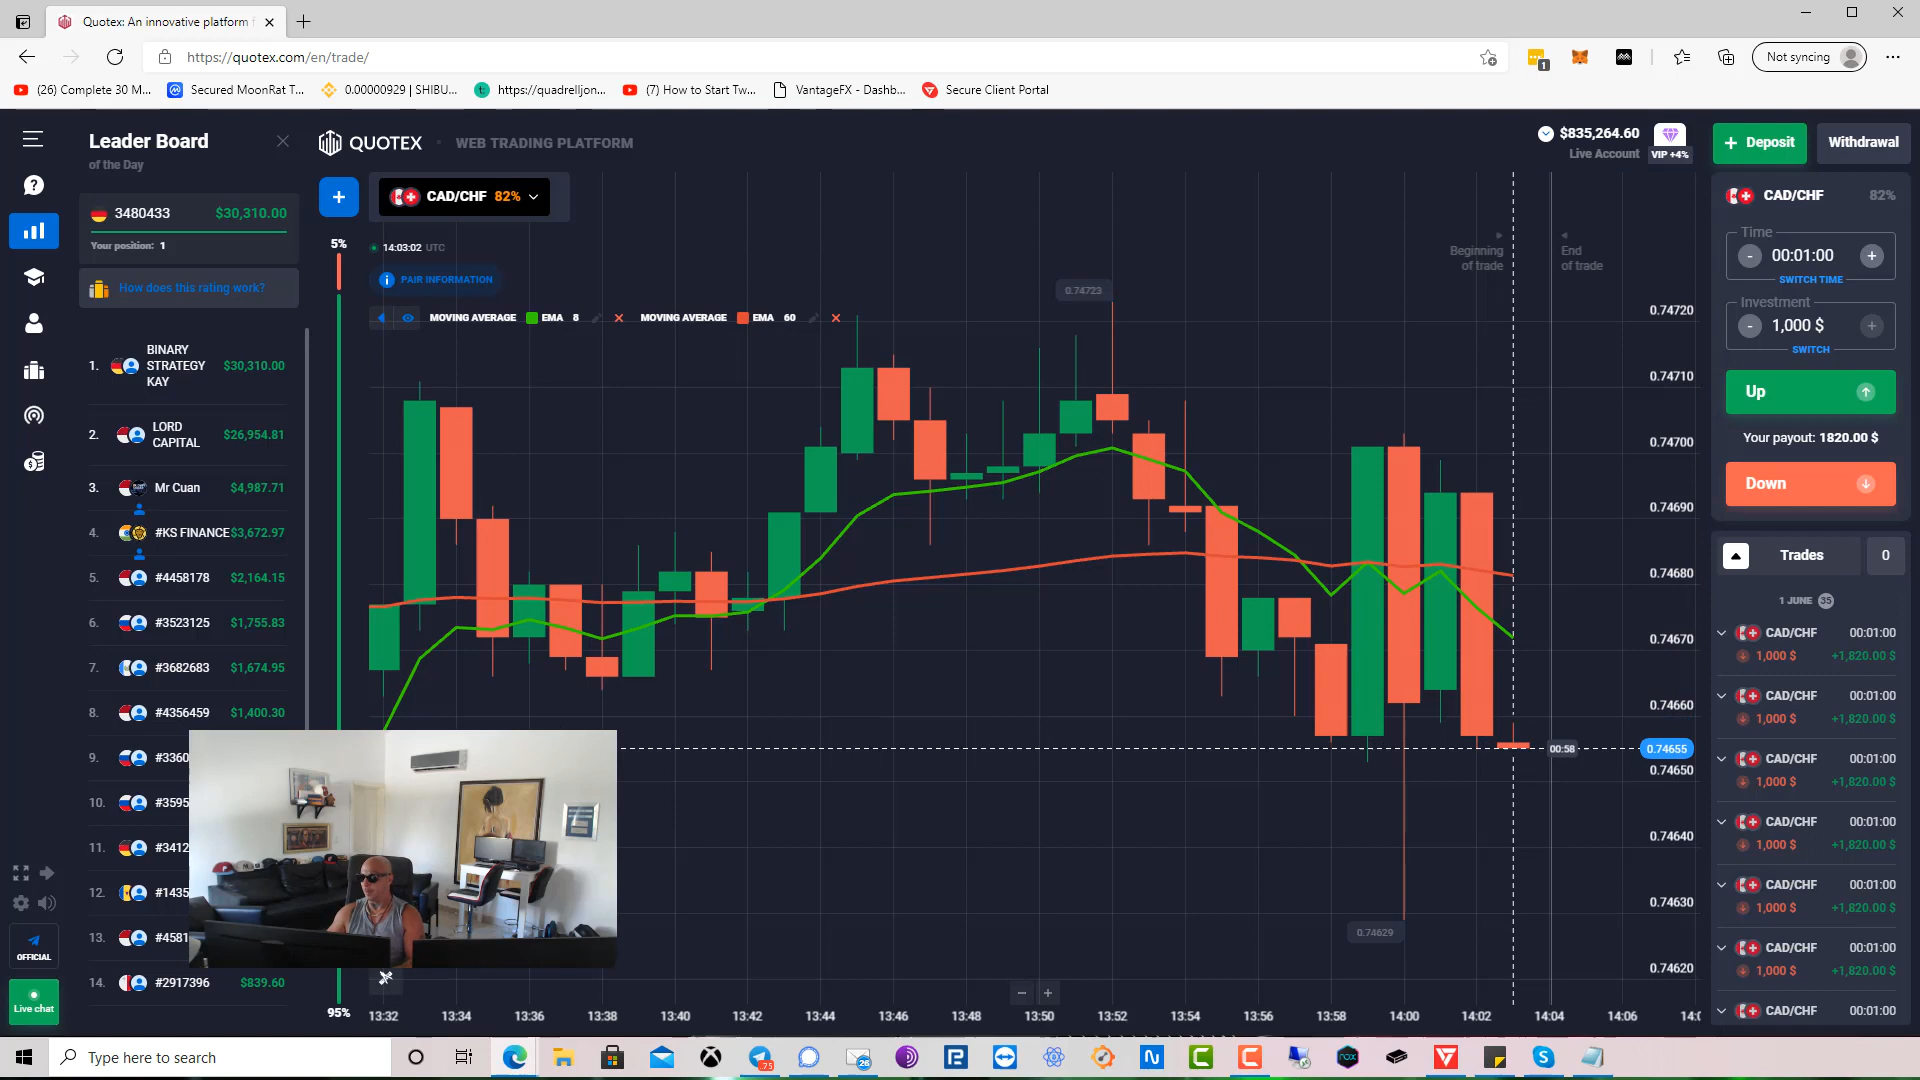 Quotex: An innovative platform f
https://quotex.com/en/trade/
1
Not syncing
(26) Complete 30 M...
Secured MoonRat T...
0.00000929 | SHIBU...
https://quadrelljon...
(7) How to Start Tw...
VantageFX - Dashb...
Secure Client Portal
Leader Board
of the Day
QUOTEX
WEB TRADING PLATFORM
$835,264.60
Live Account
VIP +4%
+ Deposit
Withdrawal
3480433 $30,310.00
Your position: 1
How does this rating work?
1. BINARY STRATEGY KAY $30,310.00
2. LORD CAPITAL $26,954.81
3. Mr Cuan $4,987.71
4. #KS FINANCE $3,672.97
5. #4458178 $2,164.15
6. #3523125 $1,755.83
7. #3682683 $1,674.95
8. #4356459 $1,400.30
9. #3360
10. #3595
11. #3412
12. #1435
13. #4581
14. #2917396 $839.60
OFFICIAL
Live chat
+
CAD/CHF 82%
5%
14:03:02 UTC
PAIR INFORMATION
MOVING AVERAGE EMA 8
MOVING AVERAGE EMA 60
Beginning of trade
End of trade
0.74723
0.74629
00:58
0.74655
0.74720
0.74710
0.74700
0.74690
0.74680
0.74670
0.74660
0.74650
0.74640
0.74630
0.74620
95%
13:32 13:34 13:36 13:38 13:40 13:42 13:44 13:46 13:48 13:50 13:52 13:54 13:56 13:58 14:00 14:02 14:04 14:06
CAD/CHF 82%
Time
- 00:01:00 +
SWITCH TIME
Investment
- 1,000 $ +
SWITCH
Up
Your payout: 1820.00 $
Down
Trades 0
1 JUNE 35
CAD/CHF 00:01:00
1,000 $ +1,820.00 $
CAD/CHF 00:01:00
1,000 $ +1,820.00 $
CAD/CHF 00:01:00
1,000 $ +1,820.00 $
CAD/CHF 00:01:00
1,000 $ +1,820.00 $
CAD/CHF 00:01:00
1,000 $ +1,820.00 $
CAD/CHF 00:01:00
1,000 $ +1,820.00 $
CAD/CHF 00:01:00
Type here to search